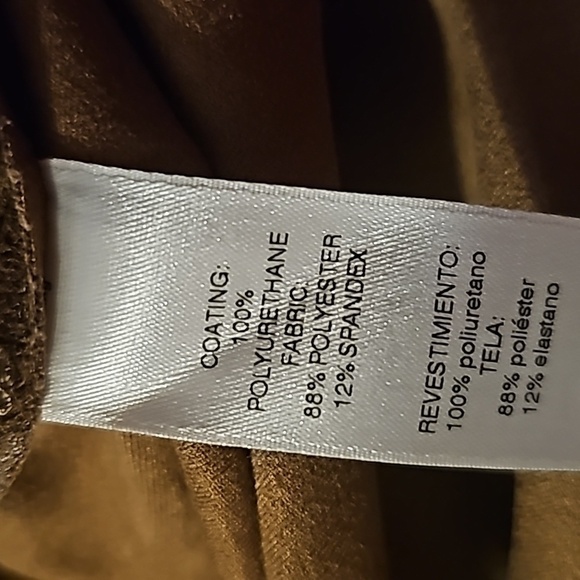 COATING:
100%
POLYURETHANE
FABRIC:
88% POLYESTER
12% SPANDEX
REVESTIMIENTO:
100% poliuretano
TELA:
88% poliéster
12% elastano